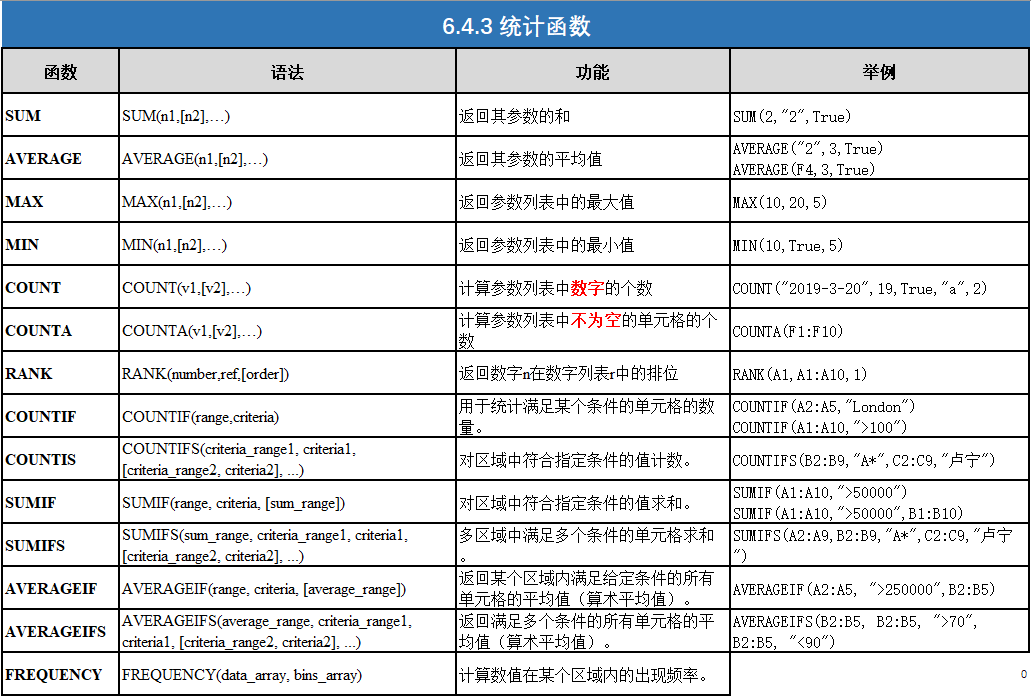 6.4.3 统计函数
函数 语法 功能 举例
SUM SUM(n1,[n2],…) 返回其参数的和 SUM(2,"2",True)
AVERAGE AVERAGE(n1,[n2],…) 返回其参数的平均值 AVERAGE("2",3,True)
AVERAGE(F4,3,True)
MAX MAX(n1,[n2],…) 返回参数列表中的最大值 MAX(10,20,5)
MIN MIN(n1,[n2],…) 返回参数列表中的最小值 MIN(10,True,5)
COUNT COUNT(v1,[v2],…) 计算参数列表中数字的个数 COUNT("2019-3-20",19,True,"a",2)
COUNTA COUNTA(v1,[v2],…) 计算参数列表中不为空的单元格的个
数 COUNTA(F1:F10)
RANK RANK(number,ref,[order]) 返回数字n在数字列表r中的排位 RANK(A1,A1:A10,1)
COUNTIF COUNTIF(range,criteria) 用于统计满足某个条件的单元格的数
量。 COUNTIF(A2:A5,"London")
COUNTIF(A1:A10,">100")
COUNTIS COUNTIFS(criteria_range1, criteria1,
[criteria_range2, criteria2], ...) 对区域中符合指定条件的值计数。 COUNTIFS(B2:B9,"A*",C2:C9,"卢宁")
SUMIF SUMIF(range, criteria, [sum_range]) 对区域中符合指定条件的值求和。 SUMIF(A1:A10,">50000")
SUMIF(A1:A10,">50000",B1:B10)
SUMIFS SUMIFS(sum_range, criteria_range1, criteria1,
[criteria_range2, criteria2], ...) 多区域中满足多个条件的单元格求和
。 SUMIFS(A2:A9,B2:B9,"A*",C2:C9,"卢宁
")
AVERAGEIF AVERAGEIF(range, criteria, [average_range]) 返回某个区域内满足给定条件的所有
单元格的平均值（算术平均值）。 AVERAGEIF(A2:A5, ">250000",B2:B5)
AVERAGEIFS AVERAGEIFS(average_range, criteria_range1,
criteria1, [criteria_range2, criteria2], ...) 返回满足多个条件的所有单元格的平
均值（算术平均值）。 AVERAGEIFS(B2:B5, B2:B5, ">70",
B2:B5, "<90")
FREQUENCY FREQUENCY(data_array, bins_array) 计算数值在某个区域内的出现频率。 0